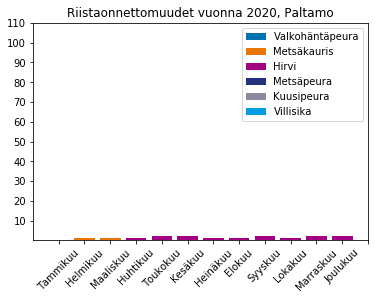 Riistaonnettomuudet vuonna 2020, Paltamo
110
100
90
80
70
60
50
40
30
20
10
Valkohäntäpeura
Metsäkauris
Hirvi
Metsäpeura
Kuusipeura
Villisika
Tammikuu
Helmikuu
Maaliskuu
Huhtikuu
Toukokuu
Kesäkuu
Heinäkuu
Elokuu
Syyskuu
Lokakuu
Marraskuu
Joulukuu